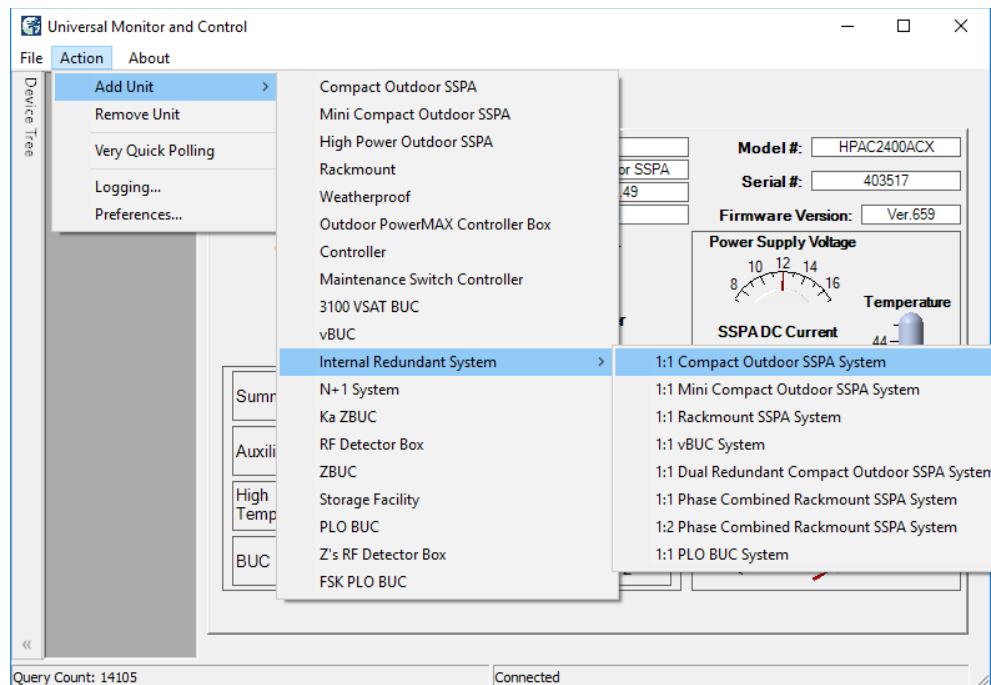 Universal Monitor and Control
File Action About
Device Tree
Add Unit
Remove Unit
Very Quick Polling
Logging...
Preferences...
Compact Outdoor SSPA
Mini Compact Outdoor SSPA
High Power Outdoor SSPA
Rackmount
Weatherproof
Outdoor PowerMAX Controller Box
Controller
Maintenance Switch Controller
3100 VSAT BUC
vBUC
Internal Redundant System
N+1 System
Ka ZBUC
RF Detector Box
ZBUC
Storage Facility
PLO BUC
Z's RF Detector Box
FSK PLO BUC
1:1 Compact Outdoor SSPA System
1:1 Mini Compact Outdoor SSPA System
1:1 Rackmount SSPA System
1:1 vBUC System
1:1 Dual Redundant Compact Outdoor SSPA System
1:1 Phase Combined Rackmount SSPA System
1:2 Phase Combined Rackmount SSPA System
1:1 PLO BUC System
SSPA
.49
Model #: HPAC2400ACX
Serial #: 403517
Firmware Version: Ver.659
Power Supply Voltage
8 10 12 14 16
Temperature
44
SSPA DC Current
High
Temp
BUC
Query Count: 14105
Connected